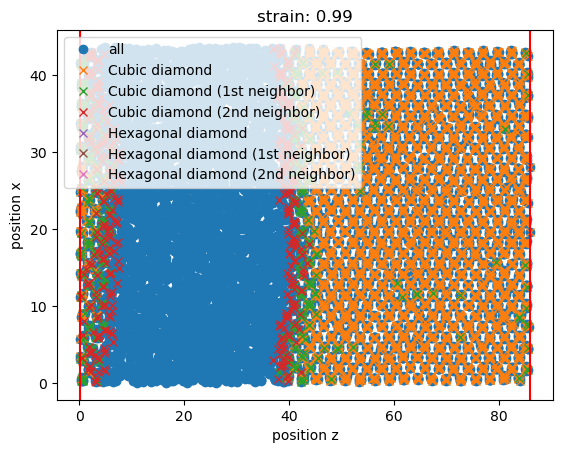 strain: 0.99
all
Cubic diamond
Cubic diamond (1st neighbor)
Cubic diamond (2nd neighbor)
Hexagonal diamond
Hexagonal diamond (1st neighbor)
Hexagonal diamond (2nd neighbor)
position x
40
30
20
10
0
0 20 40 60 80
position z